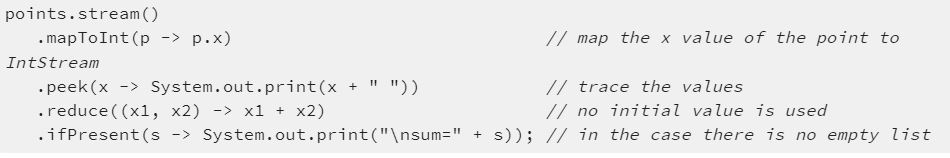 points.stream()
.mapToInt(p -> p.x) // map the x value of the point to
IntStream
.peek(x -> System.out.print(x + " ")) // trace the values
.reduce((x1, x2) -> x1 + x2) // no initial value is used
.ifPresent(s -> System.out.print("\nsum=" + s)); // in the case there is no empty list